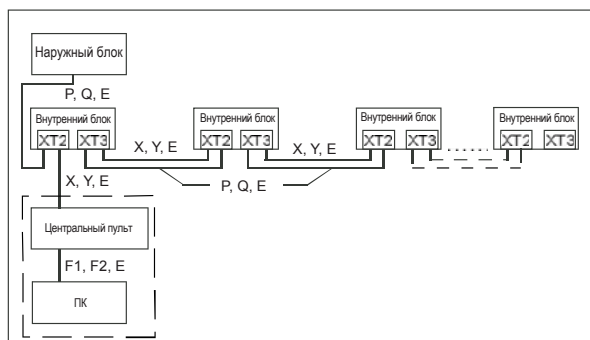 Наружный блок
P, Q, E
Внутренний блок
XT2 XT3
Внутренний блок
XT2 XT3
Внутренний блок
XT2 XT3
Внутренний блок
XT2 XT3
X, Y, E
X, Y, E
P, Q, E
X, Y, E
Центральный пульт
F1, F2, E
ПК